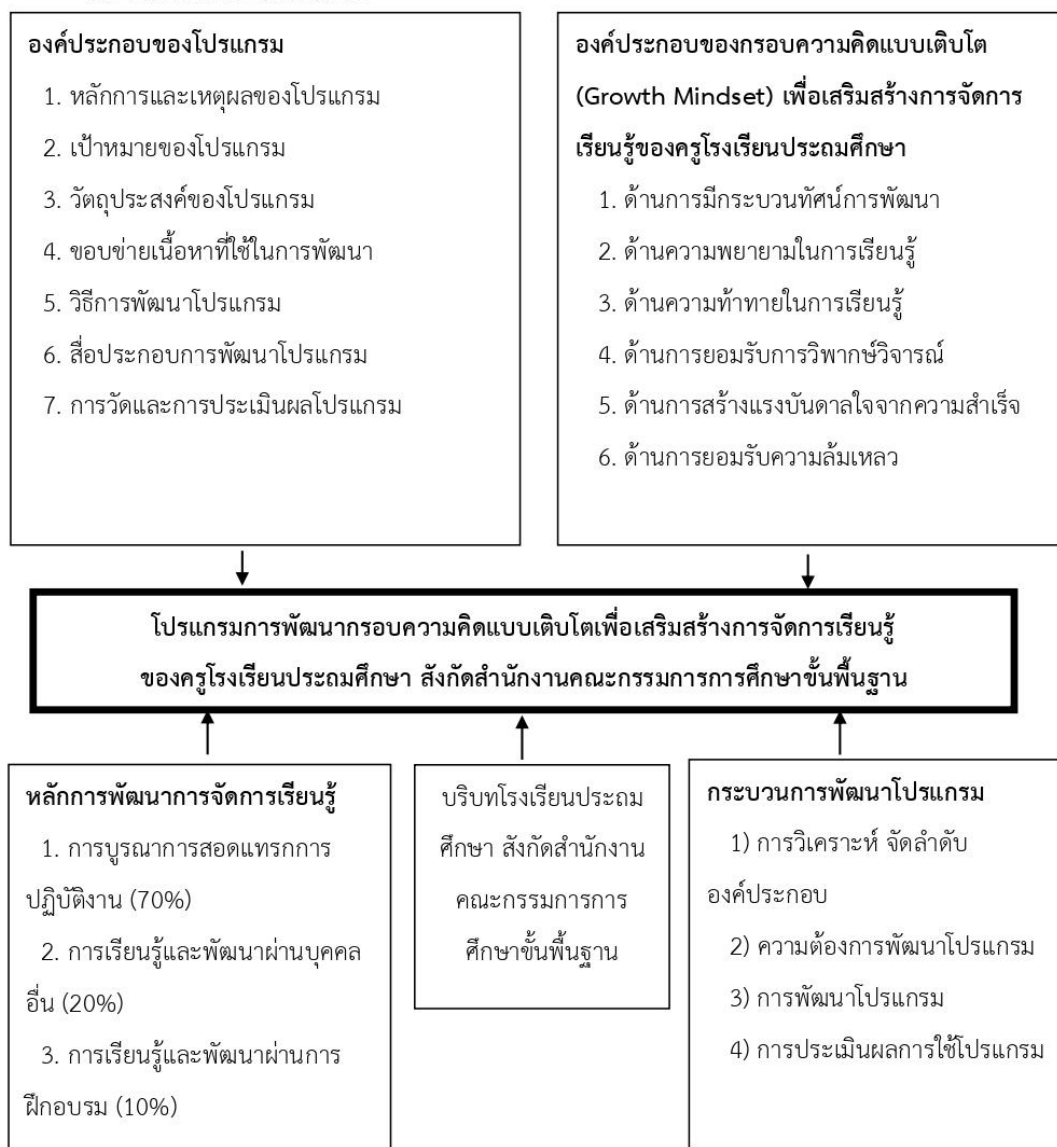 องค์ประกอบของโปรแกรม
1. หลักการและเหตุผลของโปรแกรม
2. เป้าหมายของโปรแกรม
3. วัตถุประสงค์ของโปรแกรม
4. ขอบข่ายเนื้อหาที่ใช้ในการพัฒนา
5. วิธีการพัฒนาโปรแกรม
6. สื่อประกอบการพัฒนาโปรแกรม
7. การวัดและการประเมินผลโปรแกรม
องค์ประกอบของกรอบความคิดแบบเติบโต
(Growth Mindset) เพื่อเสริมสร้างการจัดการ
เรียนรู้ของครูโรงเรียนประถมศึกษา
1. ด้านการมีกระบวนทัศน์การพัฒนา
2. ด้านความพยายามในการเรียนรู้
3. ด้านความท้าทายในการเรียนรู้
4. ด้านการยอมรับการวิพากษ์วิจารณ์
5. ด้านการสร้างแรงบันดาลใจจากความสำเร็จ
6. ด้านการยอมรับความล้มเหลว
โปรแกรมการพัฒนากรอบความคิดแบบเติบโตเพื่อเสริมสร้างการจัดการเรียนรู้
ของครูโรงเรียนประถมศึกษา สังกัดสำนักงานคณะกรรมการการศึกษาขั้นพื้นฐาน
หลักการพัฒนาการจัดการเรียนรู้
1. การบูรณาการสอดแทรกการ
ปฏิบัติงาน (70%)
2. การเรียนรู้และพัฒนาผ่านบุคคล
อื่น (20%)
3. การเรียนรู้และพัฒนาผ่านการ
ฝึกอบรม (10%)
บริบทโรงเรียนประถม
ศึกษา สังกัดสำนักงาน
คณะกรรมการการ
ศึกษาขั้นพื้นฐาน
กระบวนการพัฒนาโปรแกรม
1) การวิเคราะห์ จัดลำดับ
องค์ประกอบ
2) ความต้องการพัฒนาโปรแกรม
3) การพัฒนาโปรแกรม
4) การประเมินผลการใช้โปรแกรม